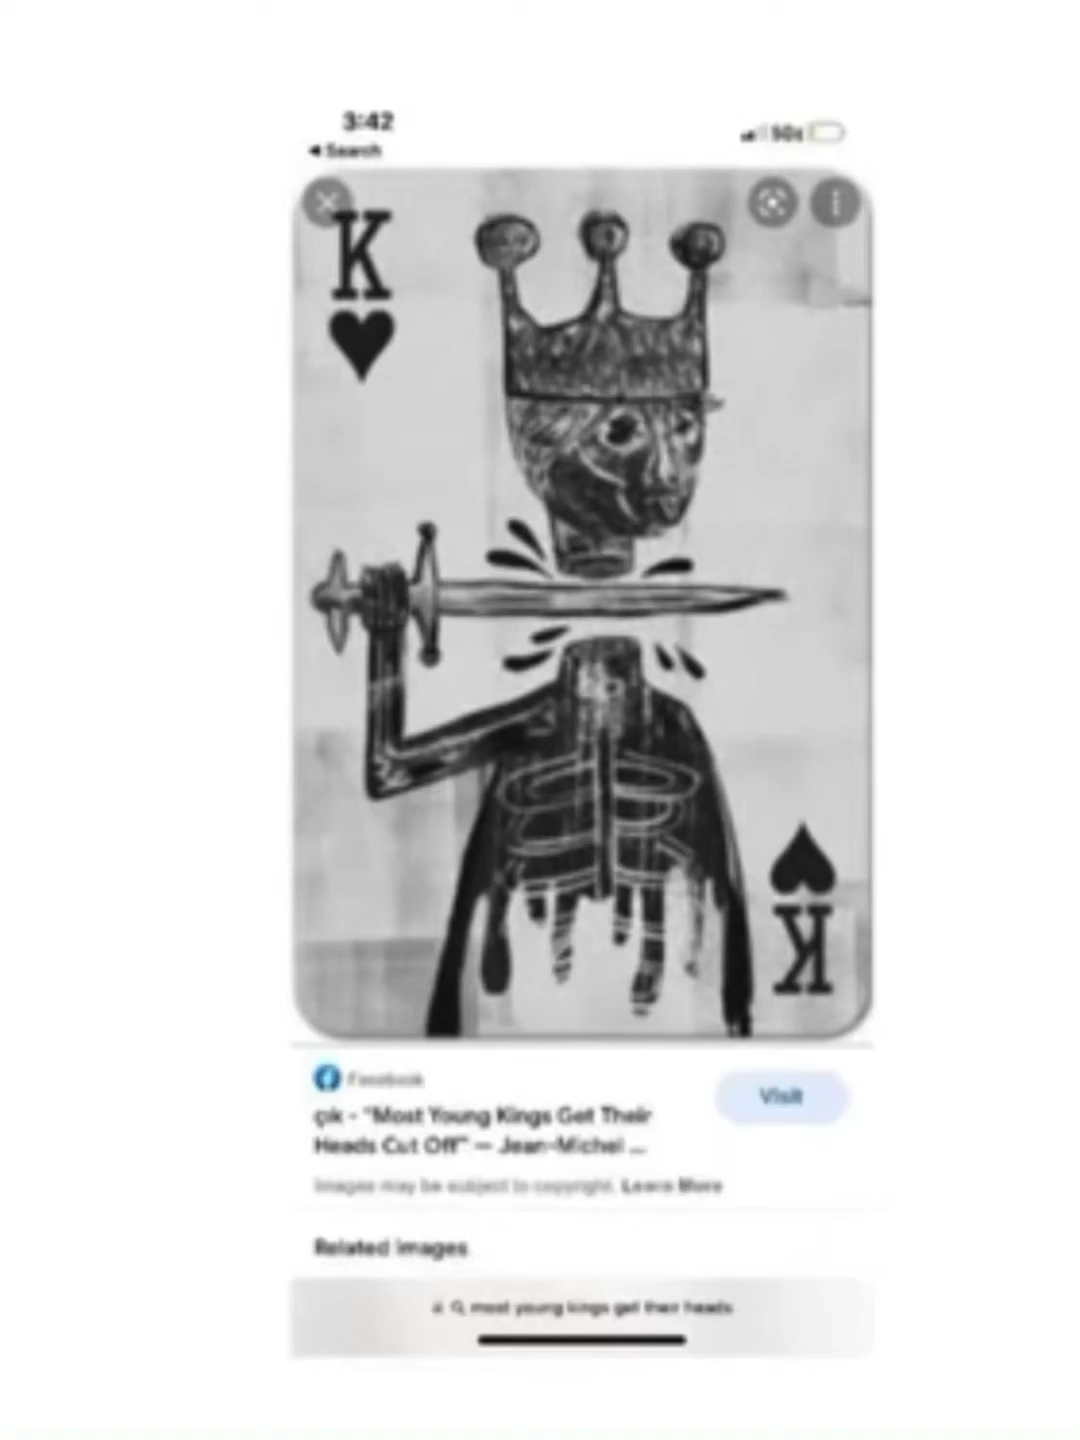 3:42
Search
K
Facebook
Visit
çık - "Most Young Kings Get Their
Heads Cut Off" — Jean-Michel ...
Images may be subject to copyright. Learn More
Related images
most young kings get their heads
K